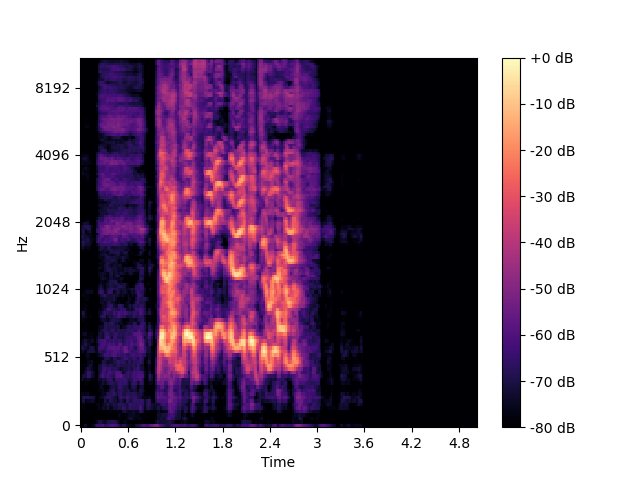 8192
4096
2048
1024
512
0
Hz
0 0.6 1.2 1.8 2.4 3 3.6 4.2 4.8
Time
+0 dB
-10 dB
-20 dB
-30 dB
-40 dB
-50 dB
-60 dB
-70 dB
-80 dB